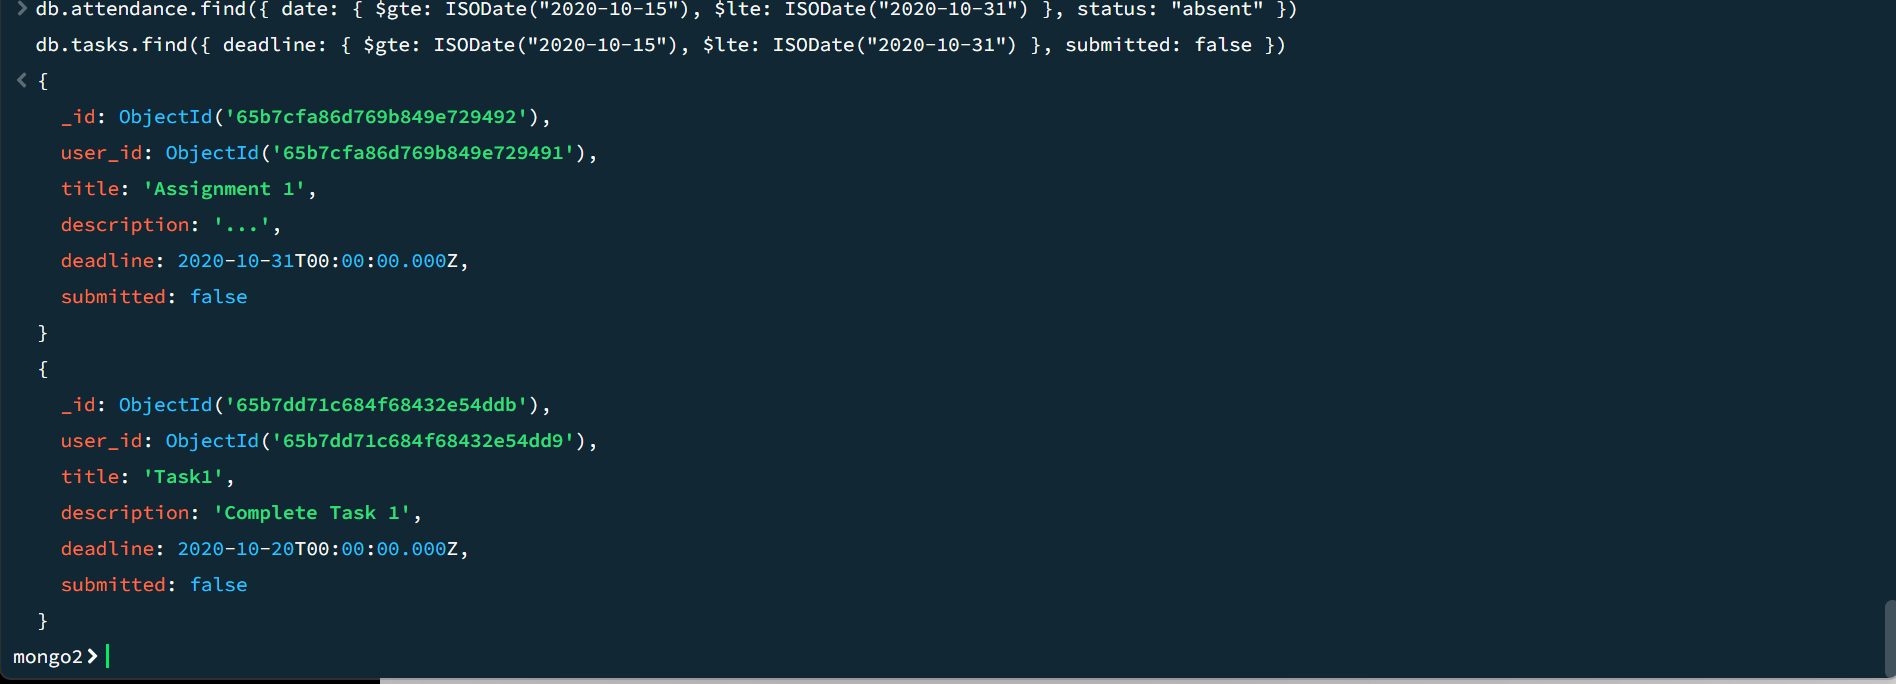 > db.attendance.find({ date: { $gte: ISODate("2020-10-15"), $lte: ISODate("2020-10-31") }, status: "absent" })
db.tasks.find({ deadline: { $gte: ISODate("2020-10-15"), $lte: ISODate("2020-10-31") }, submitted: false })
< {
_id: ObjectId('65b7cfa86d769b849e729492'),
user_id: ObjectId('65b7cfa86d769b849e729491'),
title: 'Assignment 1',
description: '...',
deadline: 2020-10-31T00:00:00.000Z,
submitted: false
}
{
_id: ObjectId('65b7dd71c684f68432e54ddb'),
user_id: ObjectId('65b7dd71c684f68432e54dd9'),
title: 'Task1',
description: 'Complete Task 1',
deadline: 2020-10-20T00:00:00.000Z,
submitted: false
}
mongo2>